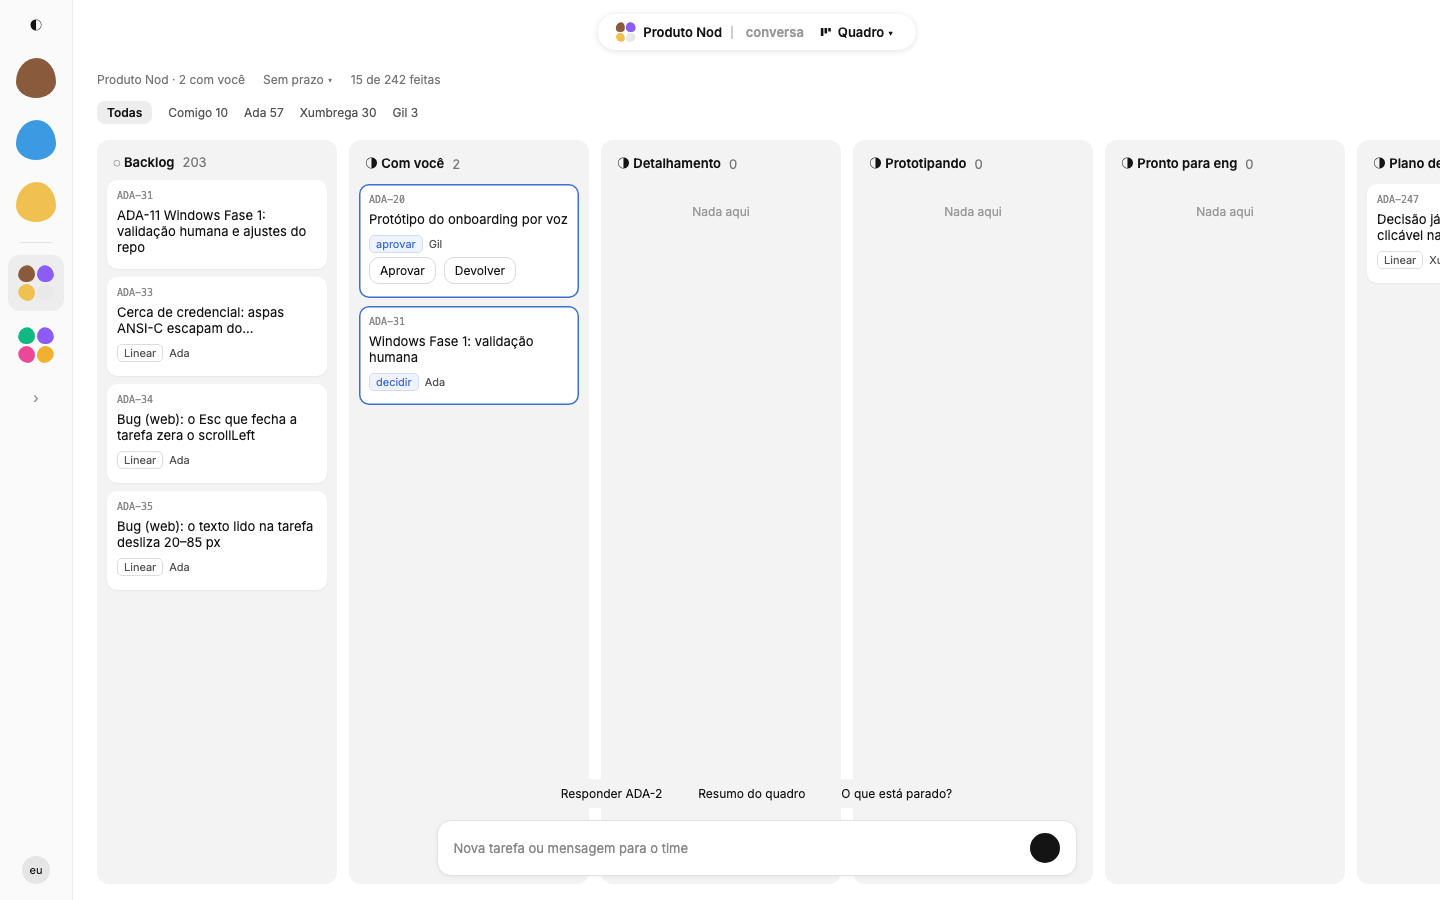 Produto Nod | conversa Quadro
Produto Nod · 2 com você Sem prazo 15 de 242 feitas
Todas Comigo 10 Ada 57 Xumbrega 30 Gil 3
Backlog 203
ADA-31
ADA-11 Windows Fase 1:
validação humana e ajustes do
repo
ADA-33
Cerca de credencial: aspas
ANSI-C escapam do...
Linear Ada
ADA-34
Bug (web): o Esc que fecha a
tarefa zera o scrollLeft
Linear Ada
ADA-35
Bug (web): o texto lido na tarefa
desliza 20–85 px
Linear Ada
Com você 2
ADA-20
Protótipo do onboarding por voz
aprovar Gil
Aprovar Devolver
ADA-31
Windows Fase 1: validação
humana
decidir Ada
Detalhamento 0
Nada aqui
Prototipando 0
Nada aqui
Pronto para eng 0
Nada aqui
Plano de
ADA-247
Decisão já
clicável na
Linear Xu
Responder ADA-2 Resumo do quadro O que está parado?
Nova tarefa ou mensagem para o time
eu